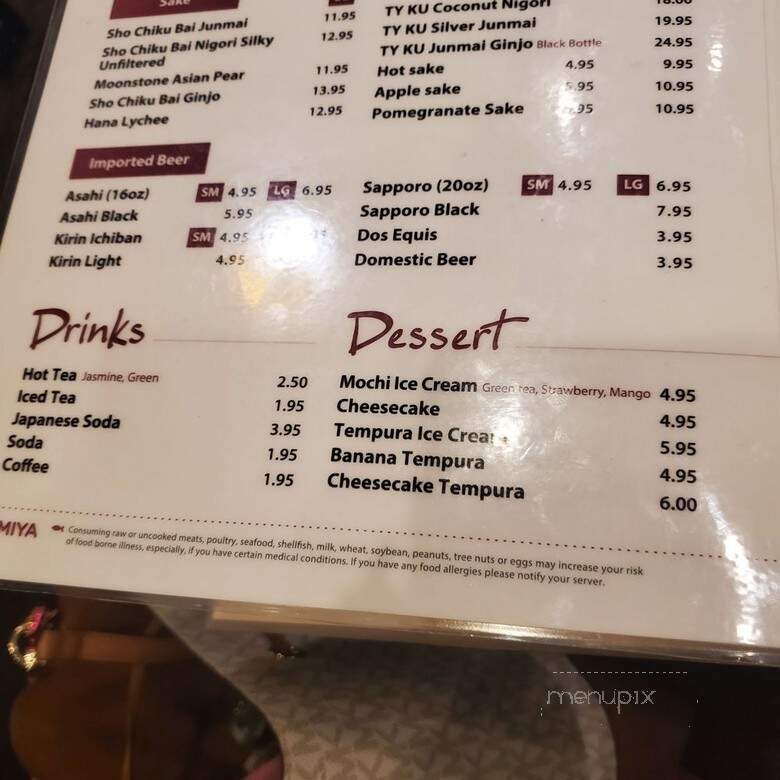 Sake
Sho Chiku Bai Junmai 11.95
Sho Chiku Bai Nigori Silky 12.95
Unfiltered
Moonstone Asian Pear 11.95
Sho Chiku Bai Ginjo 13.95
Hana Lychee 12.95
TY KU Coconut Nigori 18.00
TY KU Silver Junmai 19.95
TY KU Junmai Ginjo Black Bottle 24.95
Hot sake 4.95 9.95
Apple sake 5.95 10.95
Pomegranate Sake .95 10.95
Imported Beer
Asahi (16oz) SM 4.95 LG 6.95
Asahi Black 5.95
Kirin Ichiban SM 4.95
Kirin Light 4.95
Sapporo (20oz) SM 4.95 LG 6.95
Sapporo Black 7.95
Dos Equis 3.95
Domestic Beer 3.95
Drinks
Hot Tea Jasmine, Green 2.50
Iced Tea 1.95
Japanese Soda 3.95
Soda 1.95
Coffee 1.95
Dessert
Mochi Ice Cream Green tea, Strawberry, Mango 4.95
Cheesecake 4.95
Tempura Ice Cream 5.95
Banana Tempura 4.95
Cheesecake Tempura 6.00
MIYA Consuming raw or uncooked meats, poultry, seafood, shellfish, milk, wheat, soybean, peanuts, tree nuts or eggs may increase your risk
of food borne illness, especially, if you have certain medical conditions. If you have any food allergies please notify your server.
menupix